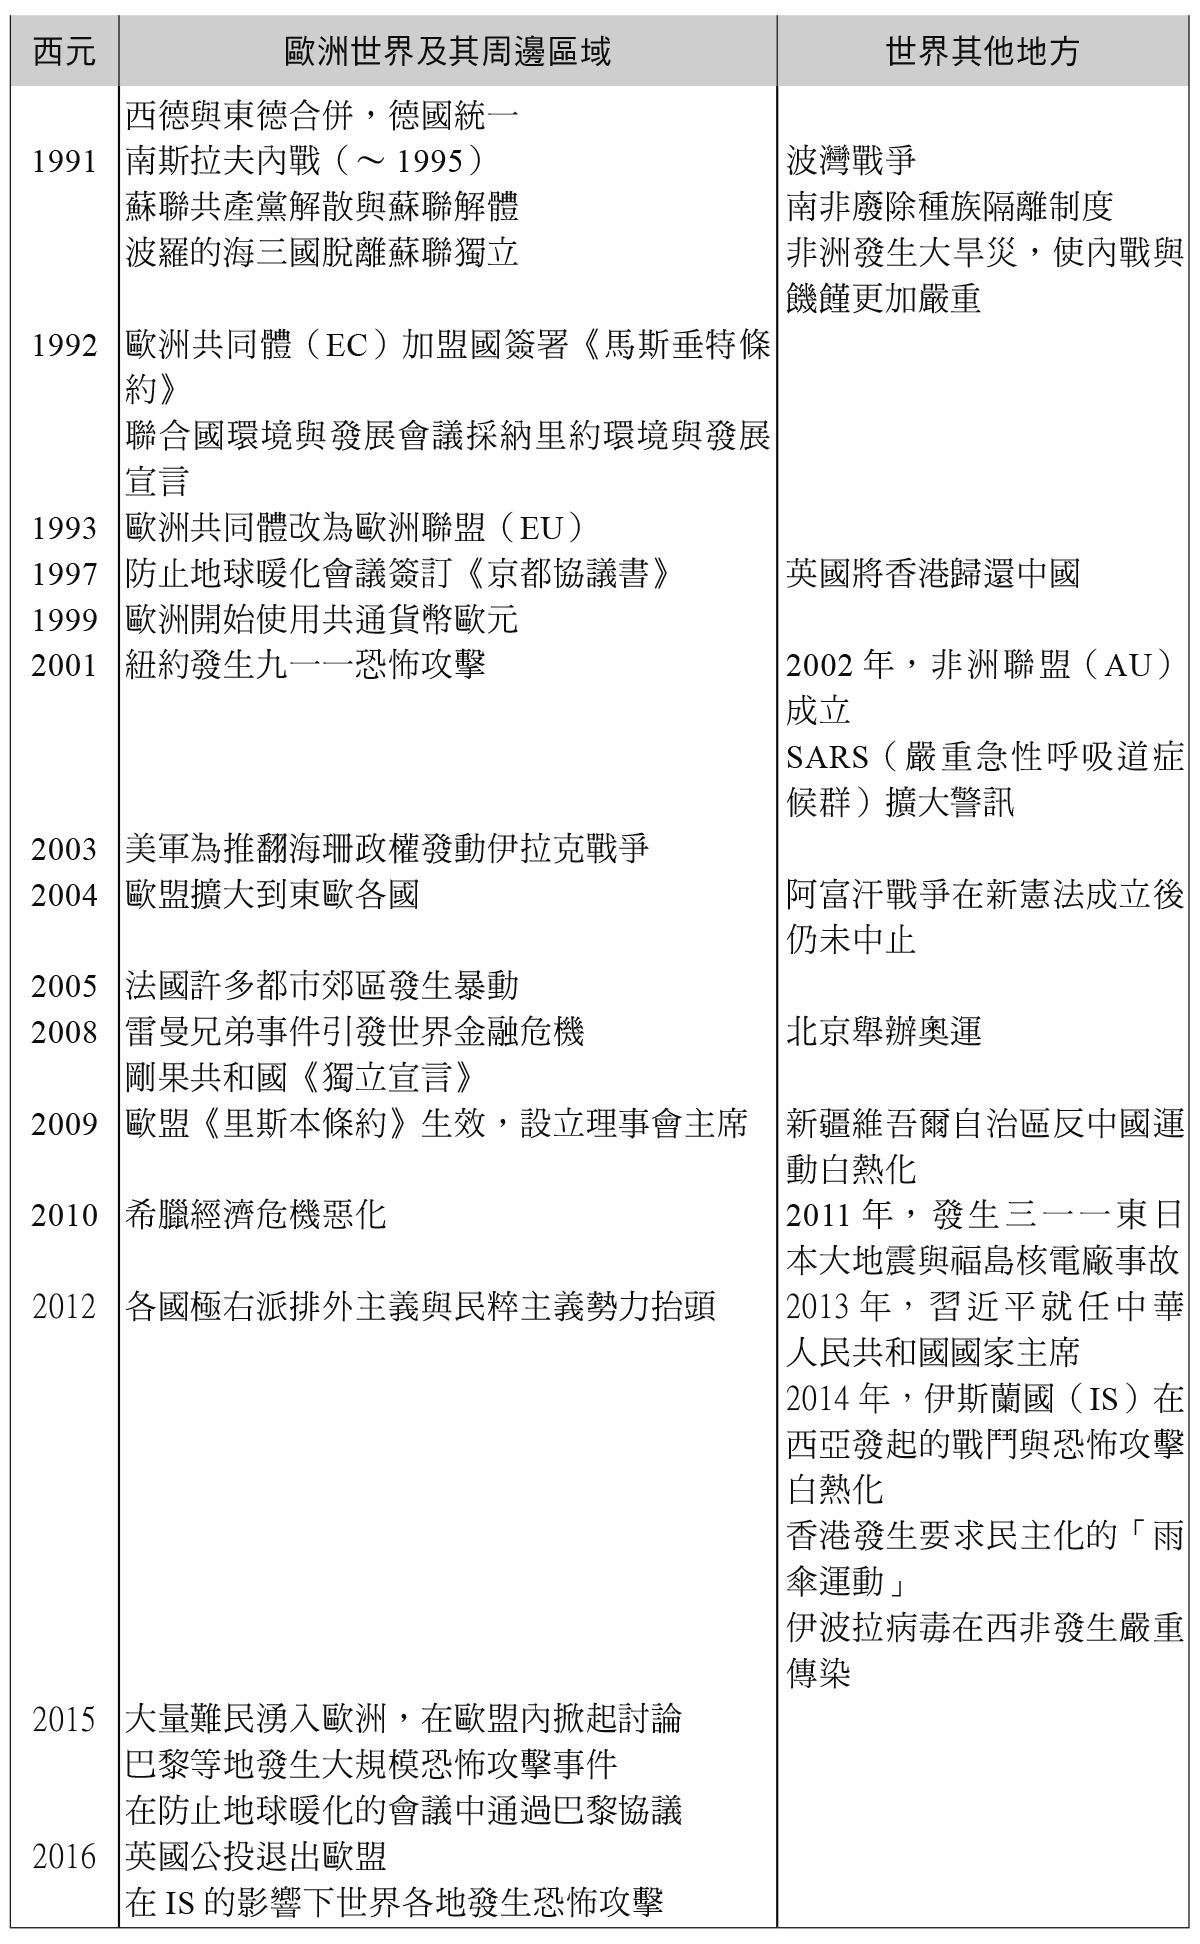 西元 歐洲世界及其周邊區域 世界其他地方
西德與東德合併，德國統一
1991 南斯拉夫內戰（～1995） 波灣戰爭
蘇聯共產黨解散與蘇聯解體 南非廢除種族隔離制度
波羅的海三國脫離蘇聯獨立 非洲發生大旱災，使內戰與
饑饉更加嚴重
1992 歐洲共同體（EC）加盟國簽署《馬斯垂特條
約》
聯合國環境與發展會議採納里約環境與發展
宣言
1993 歐洲共同體改為歐洲聯盟（EU）
1997 防止地球暖化會議簽訂《京都協議書》 英國將香港歸還中國
1999 歐洲開始使用共通貨幣歐元
2001 紐約發生九一一恐怖攻擊 2002 年，非洲聯盟（AU）
成立
SARS（嚴重急性呼吸道症
候群）擴大警訊
2003 美軍為推翻海珊政權發動伊拉克戰爭
2004 歐盟擴大到東歐各國 阿富汗戰爭在新憲法成立後
仍未中止
2005 法國許多都市郊區發生暴動
2008 雷曼兄弟事件引發世界金融危機 北京舉辦奧運
剛果共和國《獨立宣言》
2009 歐盟《里斯本條約》生效，設立理事會主席 新疆維吾爾自治區反中國運
動白熱化
2010 希臘經濟危機惡化 2011 年，發生三一一東日
本大地震與福島核電廠事故
2012 各國極右派排外主義與民粹主義勢力抬頭 2013 年，習近平就任中華
人民共和國國家主席
2014 年，伊斯蘭國（IS）在
西亞發起的戰鬥與恐怖攻擊
白熱化
香港發生要求民主化的「雨
傘運動」
伊波拉病毒在西非發生嚴重
傳染
2015 大量難民湧入歐洲，在歐盟內掀起討論
巴黎等地發生大規模恐怖攻擊事件
在防止地球暖化的會議中通過巴黎協議
2016 英國公投退出歐盟
在 IS 的影響下世界各地發生恐怖攻擊